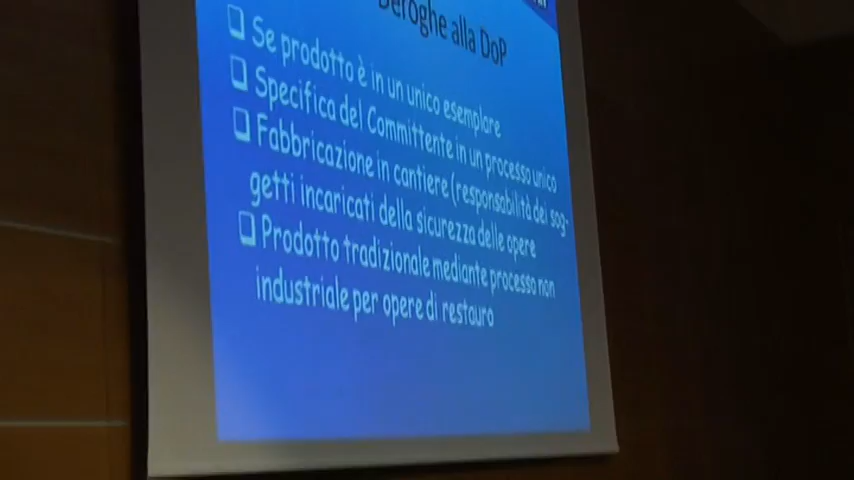 Deroghe alla DoP
❑ Se prodotto è in un unico esemplare
❑ Specifica del Committente in un processo unico
❑ Fabbricazione in cantiere (responsabilità dei sog-
getti incaricati della sicurezza delle opere
❑ Prodotto tradizionale mediante processo non
industriale per opere di restauro